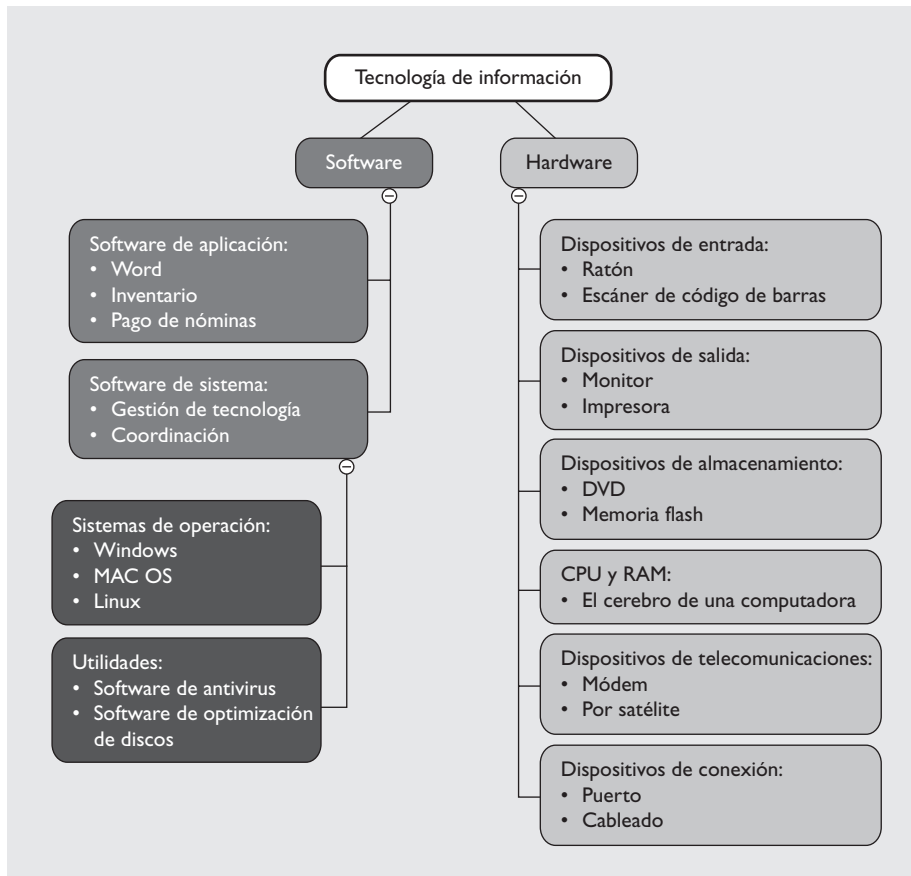 Tecnología de información
Software
Hardware
Software de aplicación:
• Word
• Inventario
• Pago de nóminas
Software de sistema:
• Gestión de tecnología
• Coordinación
Sistemas de operación:
• Windows
• MAC OS
• Linux
Utilidades:
• Software de antivirus
• Software de optimización
de discos
Dispositivos de entrada:
• Ratón
• Escáner de código de barras
Dispositivos de salida:
• Monitor
• Impresora
Dispositivos de almacenamiento:
• DVD
• Memoria flash
CPU y RAM:
• El cerebro de una computadora
Dispositivos de telecomunicaciones:
• Módem
• Por satélite
Dispositivos de conexión:
• Puerto
• Cableado